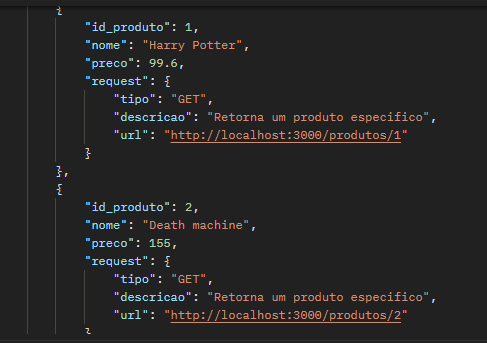 {
"id_produto": 1,
"nome": "Harry Potter",
"preco": 99.6,
"request": {
"tipo": "GET",
"descricao": "Retorna um produto especifico",
"url": "http://localhost:3000/produtos/1"
}
},
{
"id_produto": 2,
"nome": "Death machine",
"preco": 155,
"request": {
"tipo": "GET",
"descricao": "Retorna um produto especifico",
"url": "http://localhost:3000/produtos/2"
}